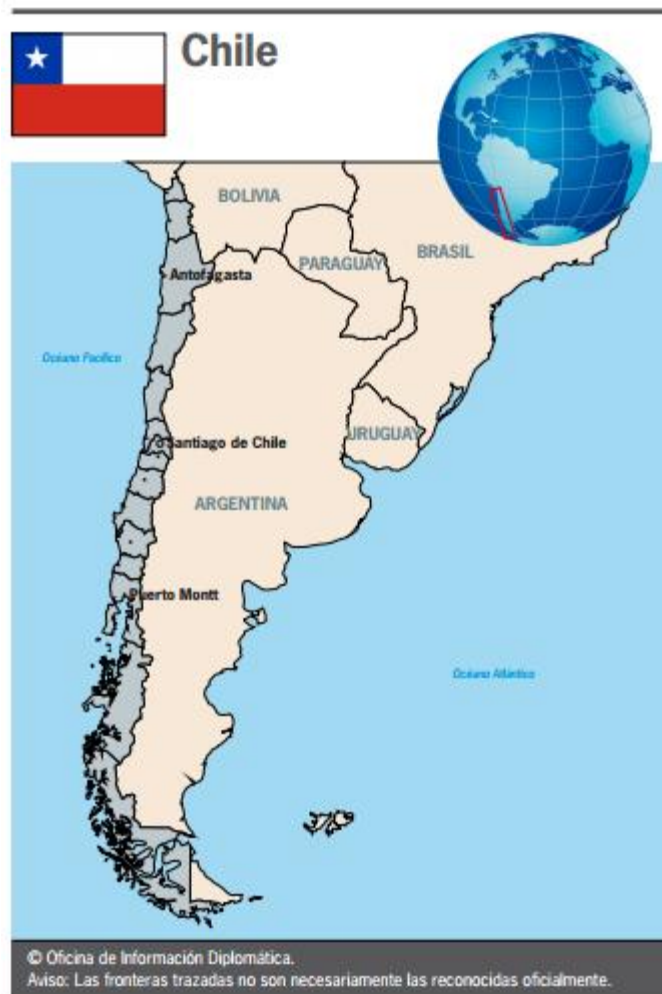 Chile
BOLIVIA
PARAGUAY
BRASIL
Antofagasta
Océano Pacífico
Santiago de Chile
URUGUAY
ARGENTINA
Puerto Montt
Océano Atlántico
© Oficina de Información Diplomática.
Aviso: Las fronteras trazadas no son necesariamente las reconocidas oficialmente.